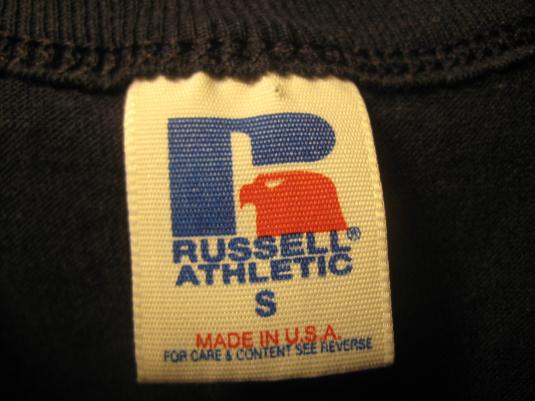 RUSSELL®
ATHLETIC
S
MADE IN U.S.A.
FOR CARE & CONTENT SEE REVERSE